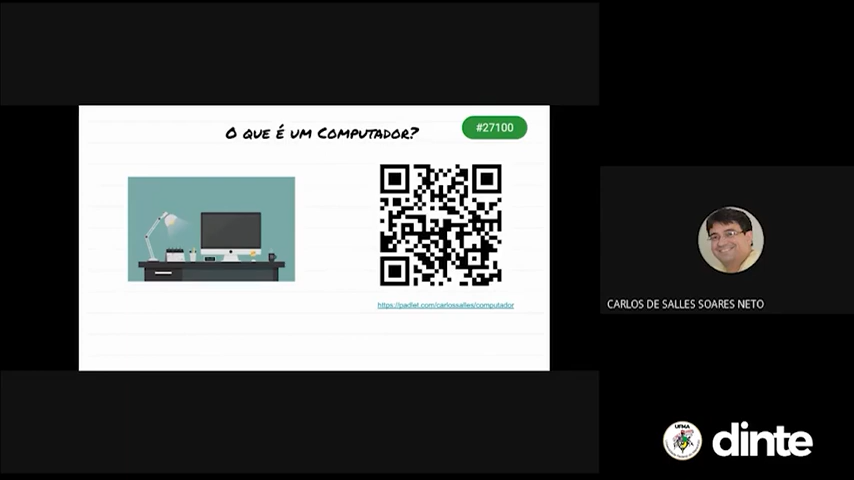 O que é um Computador?
#27100
https://padlet.com/carlossalles/computador
CARLOS DE SALLES SOARES NETO
UFMA
dinte